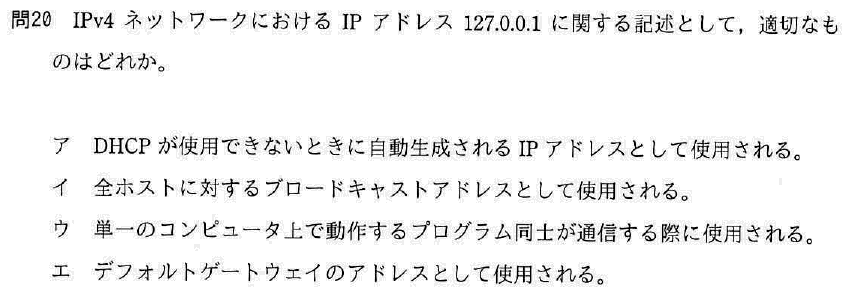 問20 IPv4 ネットワークにおける IP アドレス 127.0.0.1 に関する記述として，適切なも
のはどれか。
ア DHCP が使用できないときに自動生成される IP アドレスとして使用される。
イ 全ホストに対するブロードキャストアドレスとして使用される。
ウ 単一のコンピュータ上で動作するプログラム同士が通信する際に使用される。
エ デフォルトゲートウェイのアドレスとして使用される。